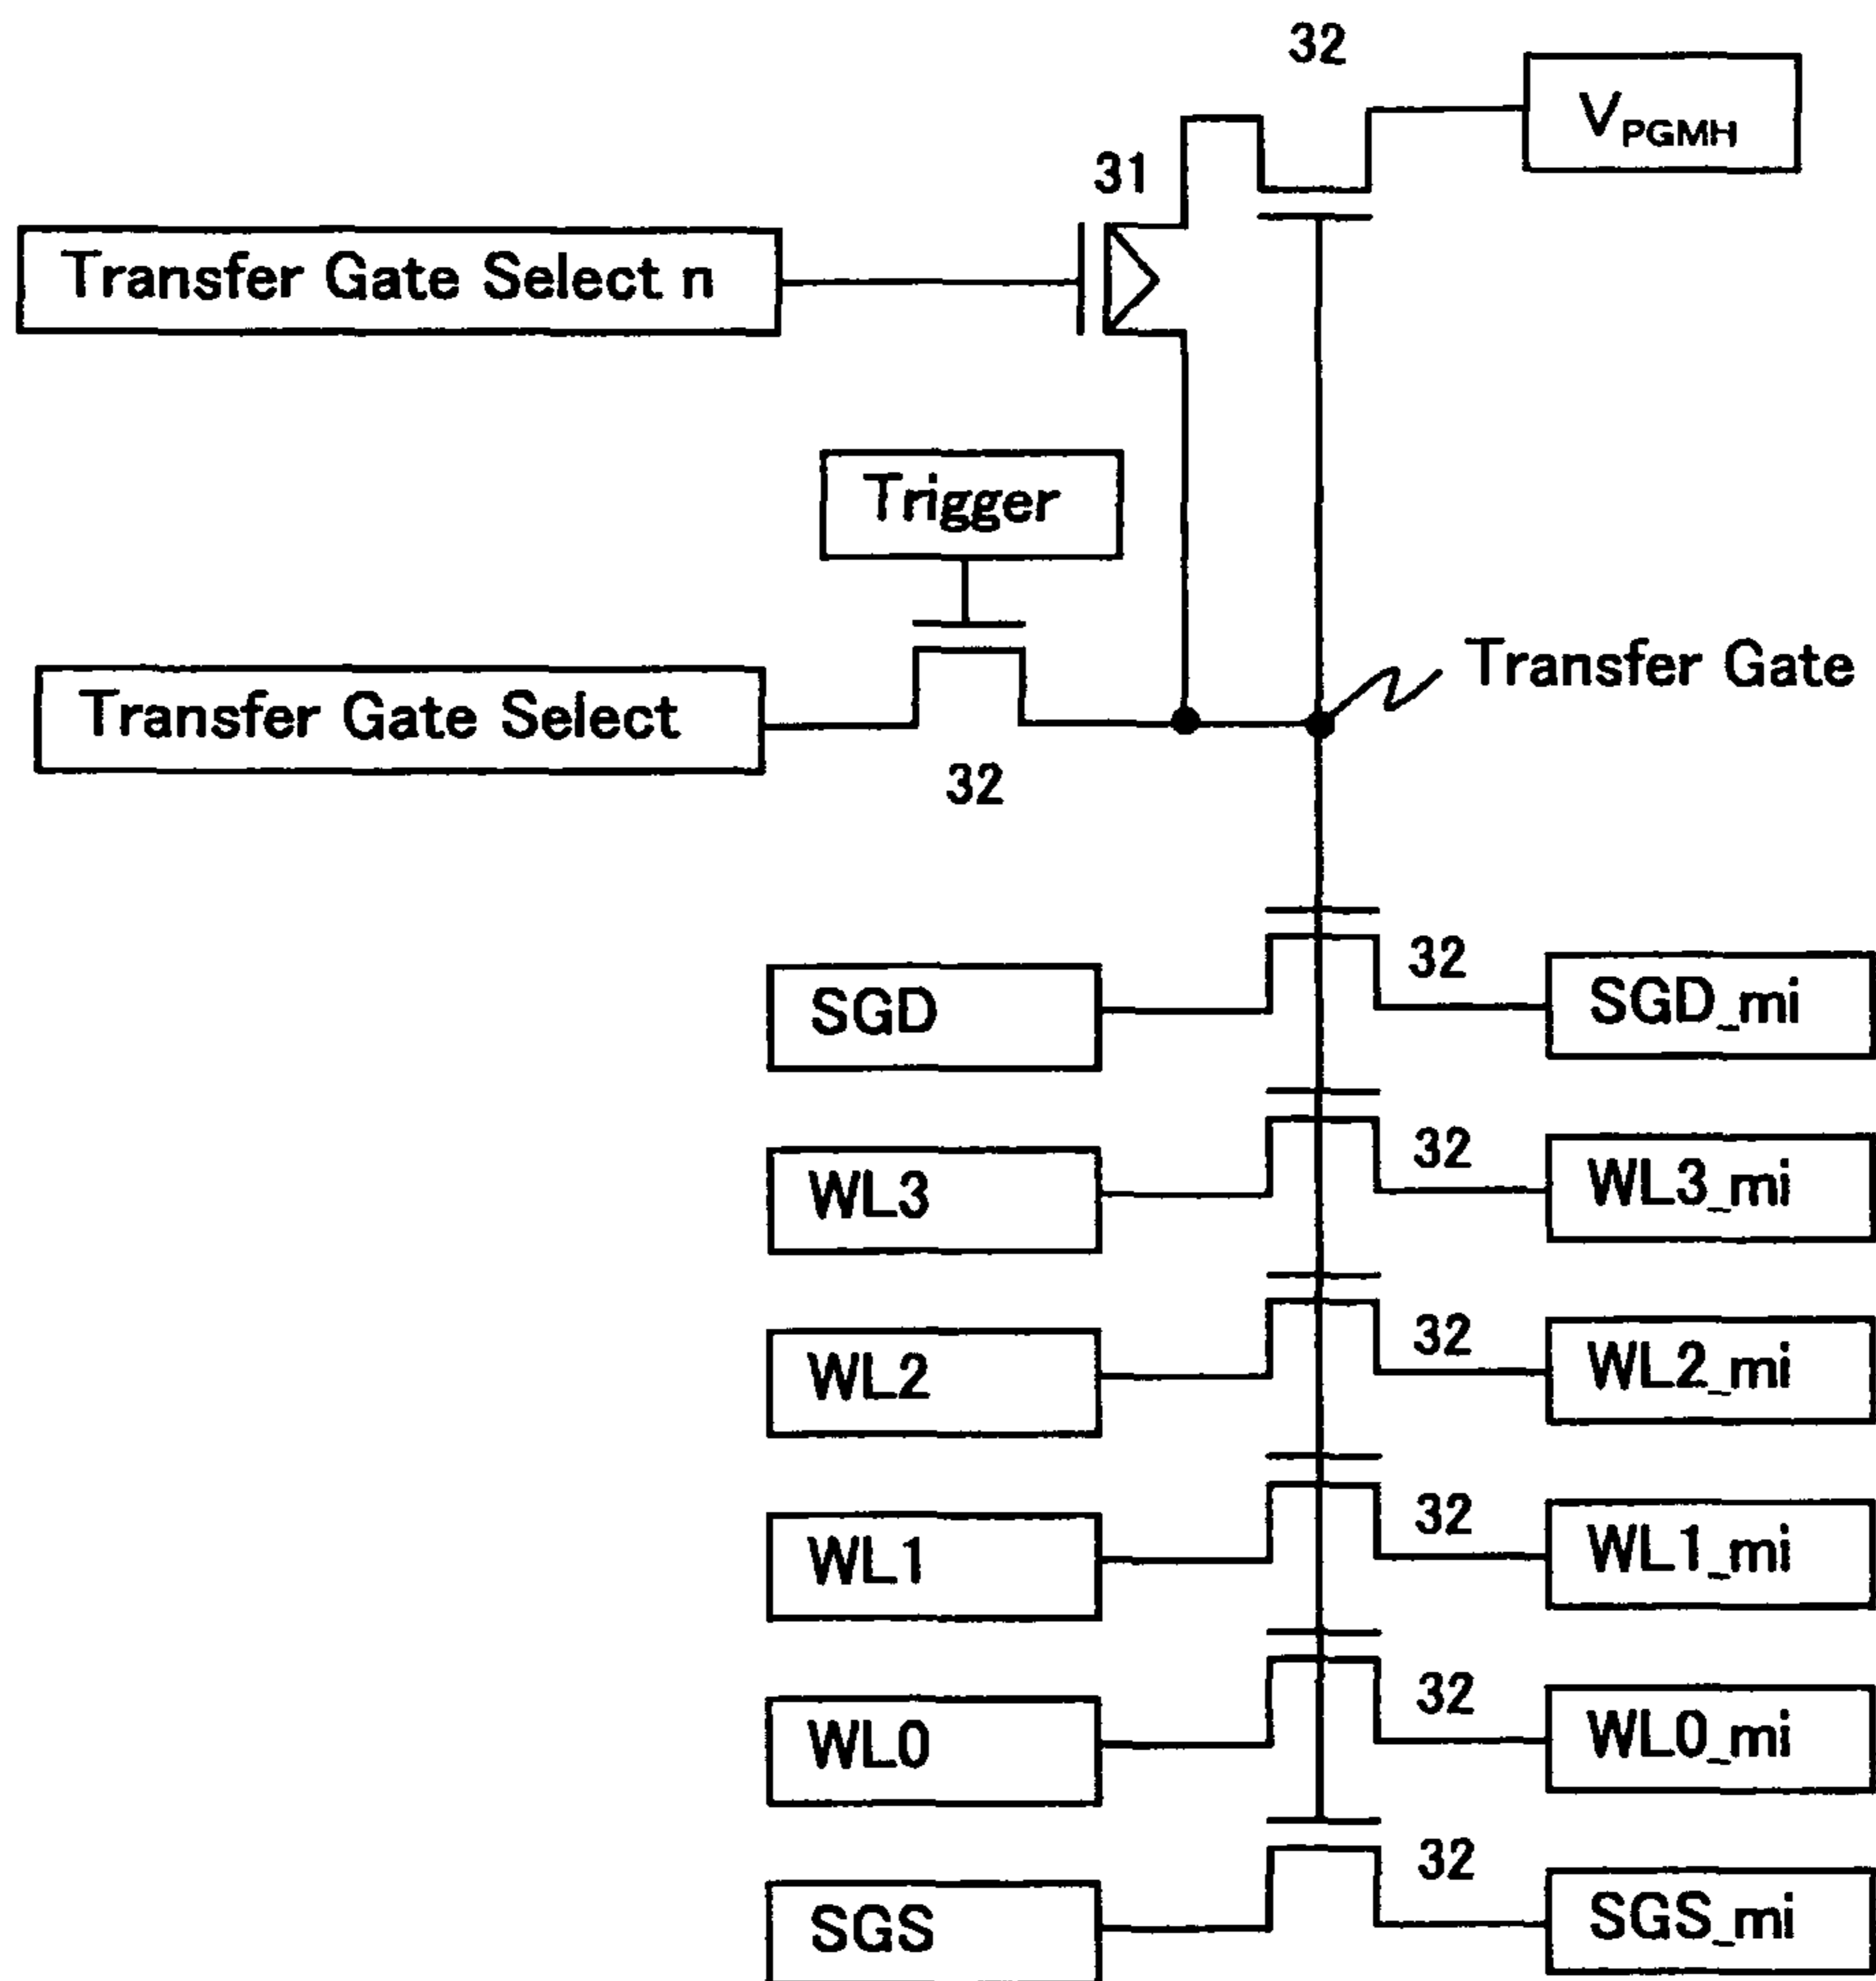 32
V_PGMH
31
Transfer Gate Select n
Trigger
Transfer Gate
Transfer Gate Select
32
SGD
32
SGD_mi
WL3
32
WL3_mi
WL2
32
WL2_mi
WL1
32
WL1_mi
WL0
32
WL0_mi
SGS
32
SGS_mi